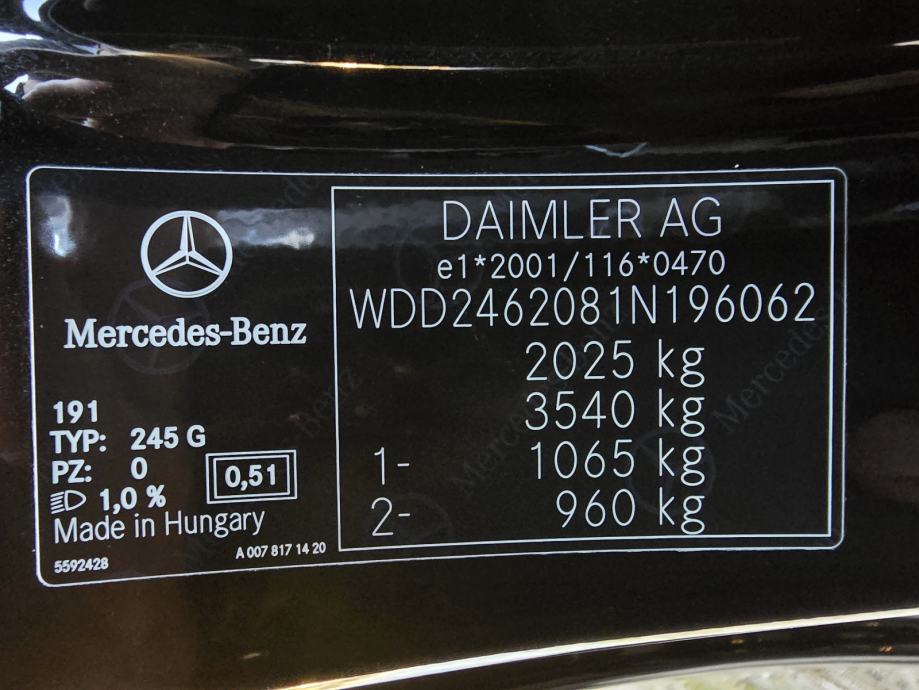 Mercedes-Benz
191
TYP: 245 G
PZ: 0
1,0 %
0,51
Made in Hungary
5592428
A 007 817 14 20
DAIMLER AG
e1*2001/116*0470
WDD2462081N196062
2025 kg
3540 kg
1- 1065 kg
2- 960 kg